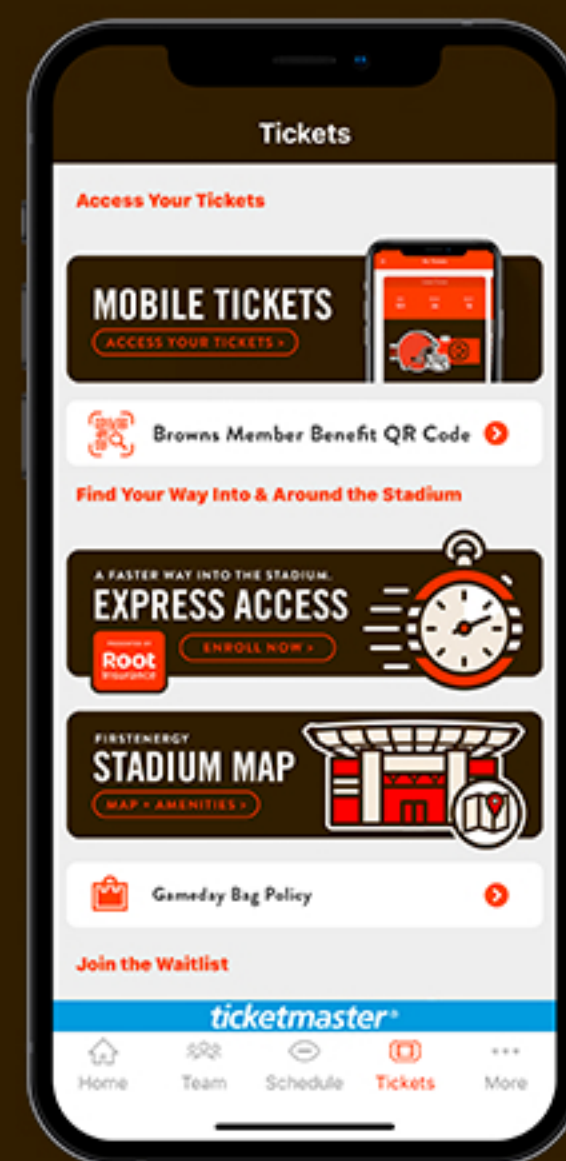 Tickets
Access Your Tickets
MOBILE TICKETS
ACCESS YOUR TICKETS >
Browns Member Benefit QR Code
Find Your Way Into & Around the Stadium
A FASTER WAY INTO THE STADIUM.
EXPRESS ACCESS
ENROLL NOW >
PRESENTED BY
Root
Insurance
FIRSTENERGY
STADIUM MAP
MAP + AMENITIES >
Gameday Bag Policy
Join the Waitlist
ticketmaster®
Home
Team
Schedule
Tickets
More